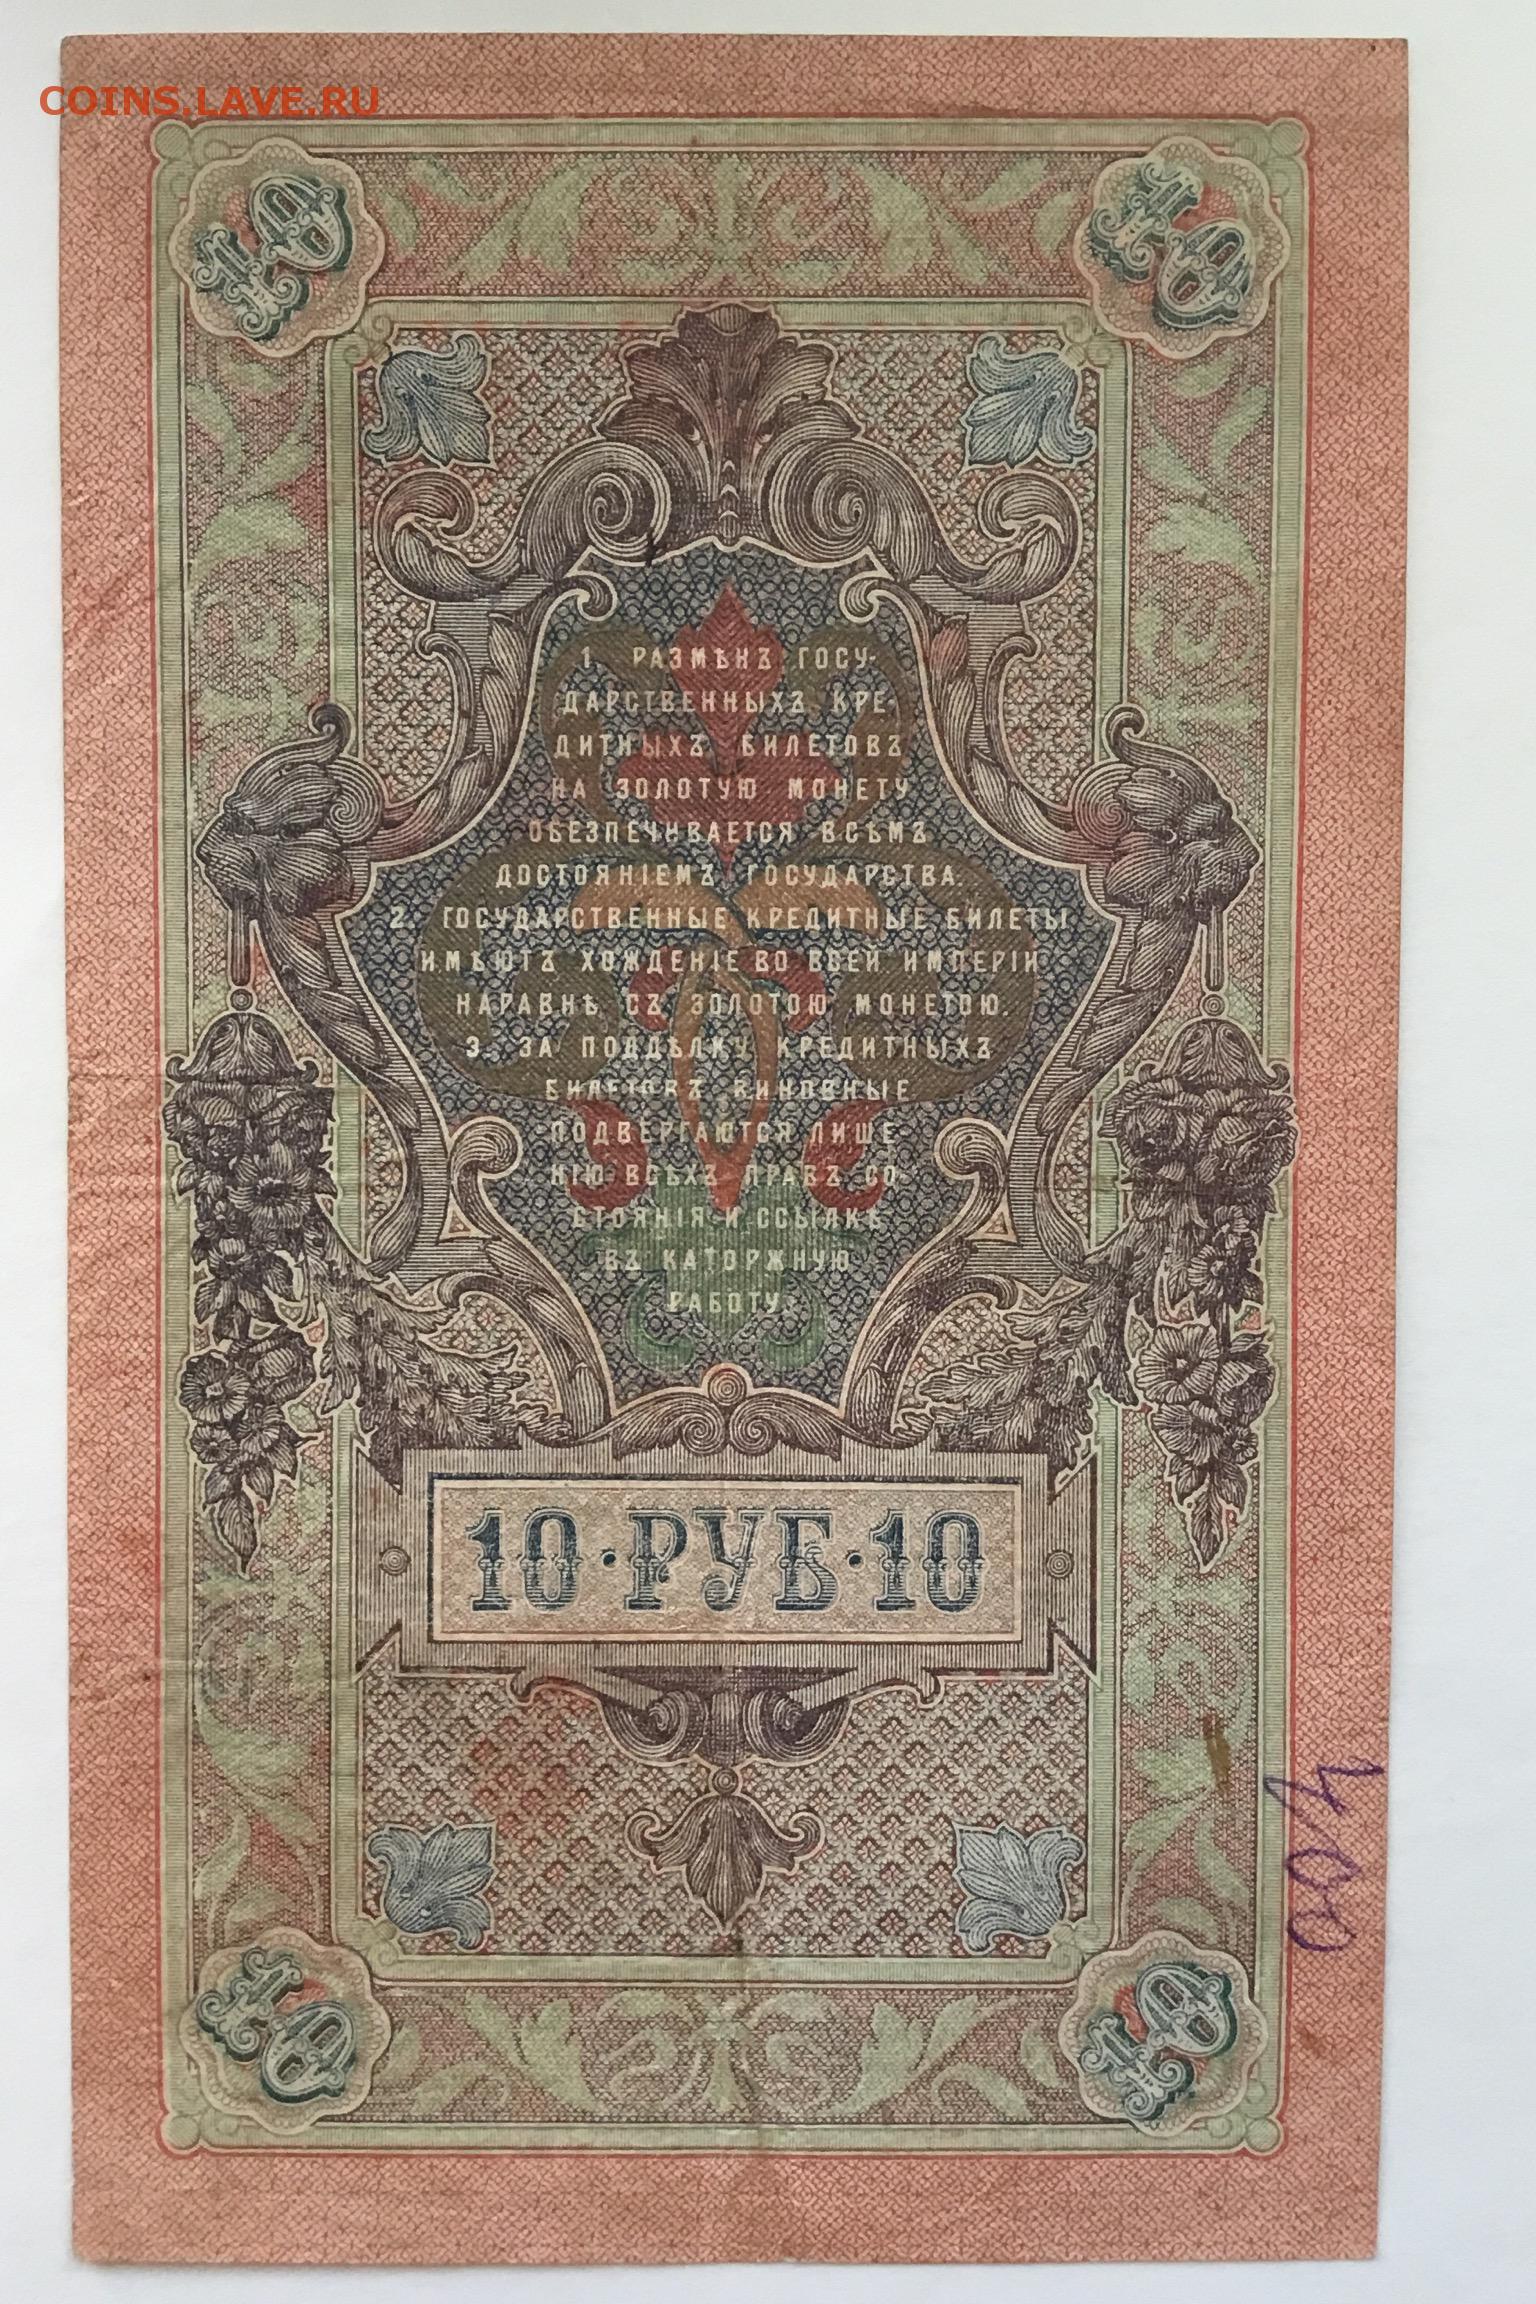 COINS.LAVE.RU
10 10
1. РАЗМѢНЪ ГОСУ-
ДАРСТВЕННЫХЪ КРЕ-
ДИТНЫХЪ БИЛЕТОВЪ
НА ЗОЛОТУЮ МОНЕТУ
ОБЕЗПЕЧИВАЕТСЯ ВСѢМЪ
ДОСТОЯНІЕМЪ ГОСУДАРСТВА.
2. ГОСУДАРСТВЕННЫЕ КРЕДИТНЫЕ БИЛЕТЫ
ИМѢЮТЪ ХОЖДЕНІЕ ВО ВСЕЙ ИМПЕРІИ
НАРАВНѢ СЪ ЗОЛОТОЮ МОНЕТОЮ.
3. ЗА ПОДДѢЛКУ КРЕДИТНЫХЪ
БИЛЕТОВЪ ВИНОВНЫЕ
ПОДВЕРГАЮТСЯ ЛИШЕ-
НІЮ ВСѢХЪ ПРАВЪ СО-
СТОЯНІЯ И ССЫЛКѢ
ВЪ КАТОРЖНУЮ
РАБОТУ.
10·РУБ·10
400
10 10